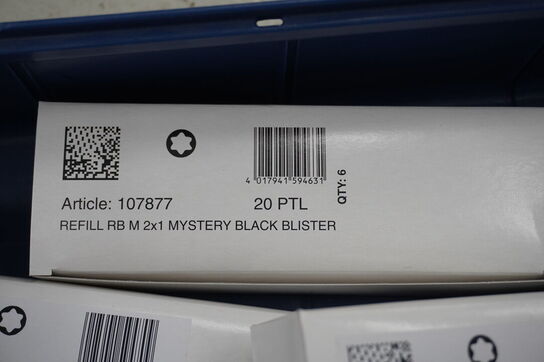 4 017941 594631
QTY: 6
Article: 107877
20 PTL
REFILL RB M 2x1 MYSTERY BLACK BLISTER